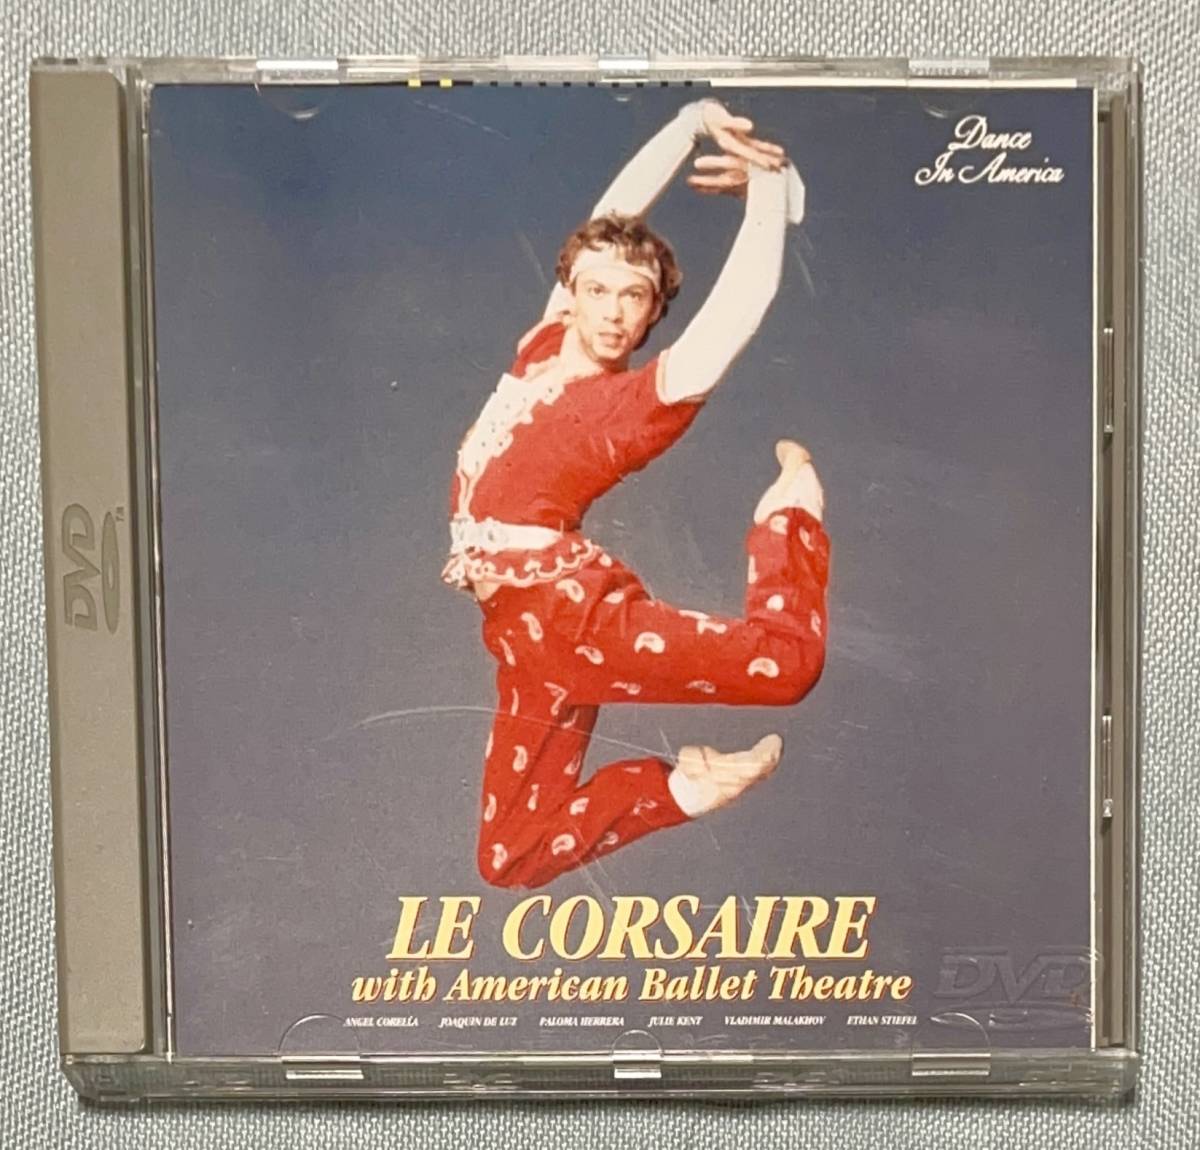 Dance
In America
DVD
TM
LE CORSAIRE
with American Ballet Theatre
DVD
ANGEL CORELLA JOAQUIN DE LUZ PALOMA HERRERA JULIE KENT VLADIMIR MALAKHOV ETHAN STIEFEL